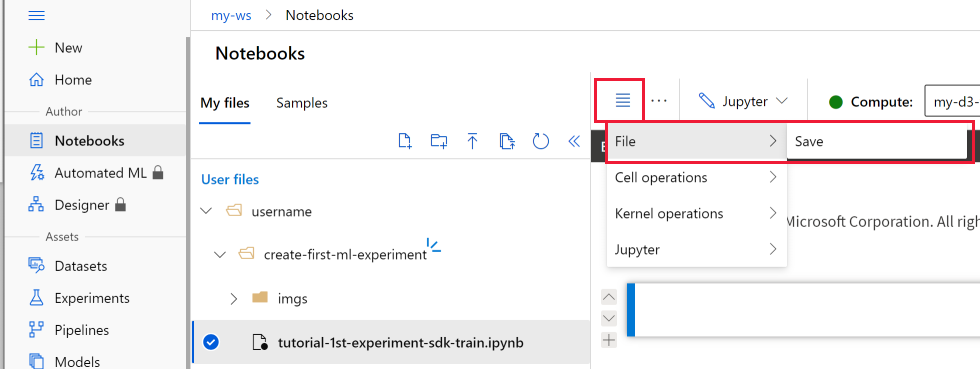 my-ws > Notebooks
New
Home
Author
Notebooks
Automated ML
Designer
Assets
Datasets
Experiments
Pipelines
Models
Notebooks
My files
Samples
User files
username
create-first-ml-experiment
imgs
tutorial-1st-experiment-sdk-train.ipynb
··· Jupyter Compute: my-d3-
File
Save
Cell operations
Kernel operations
Jupyter
Microsoft Corporation. All righ